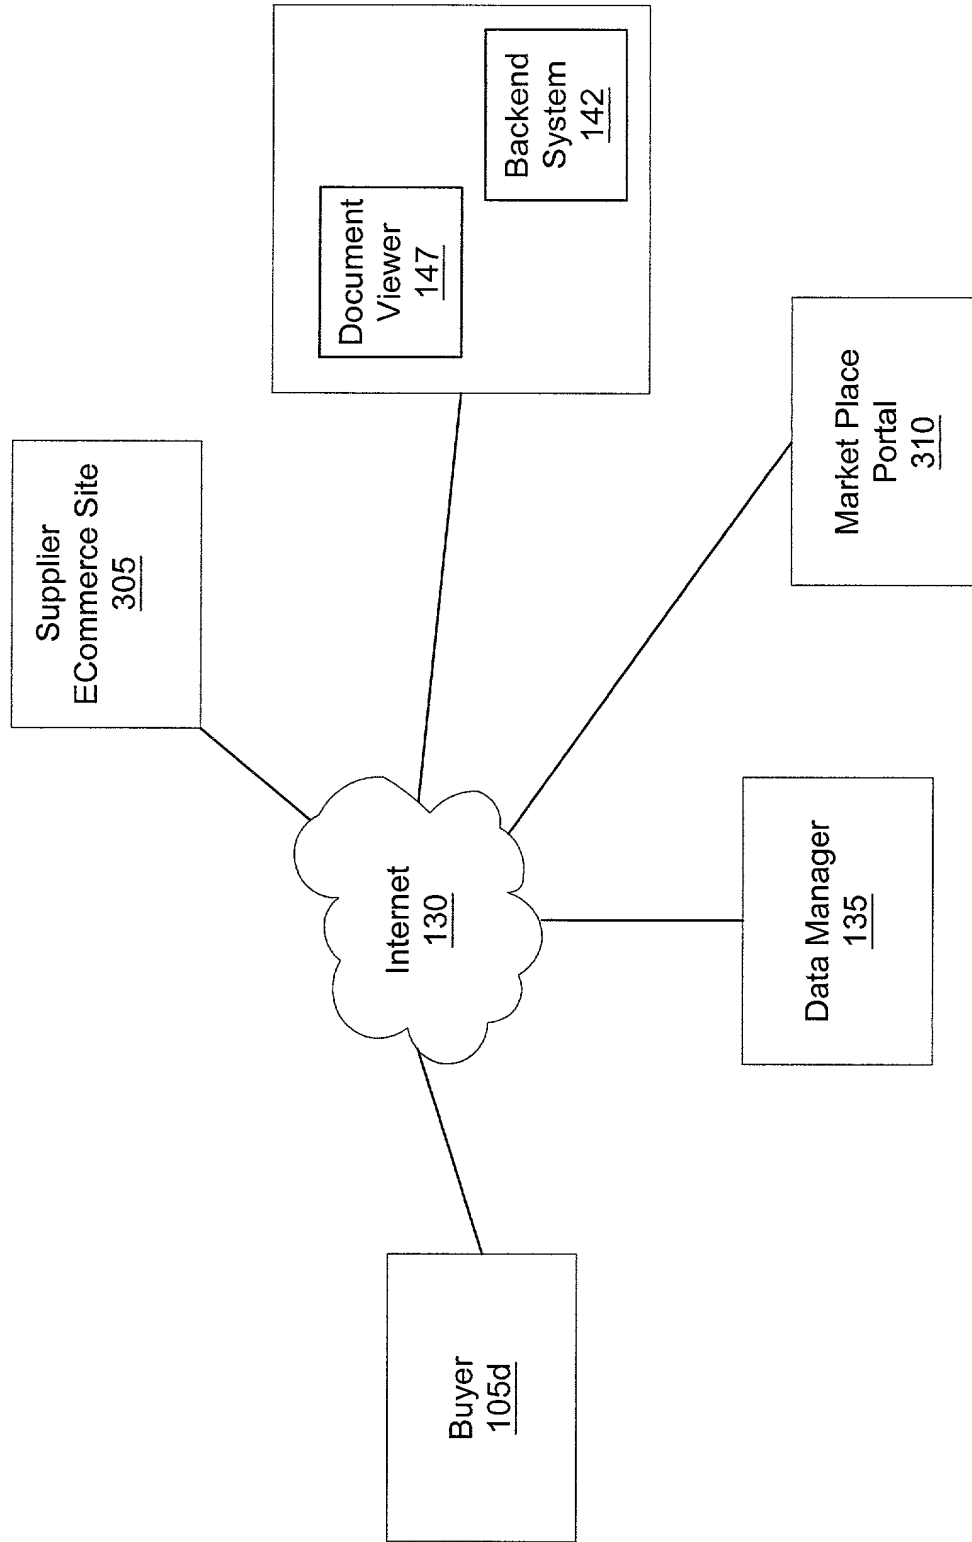 Supplier
ECommerce Site
305
Document
Viewer
147
Backend
System
142
Internet
130
Buyer
105d
Data Manager
135
Market Place
Portal
310